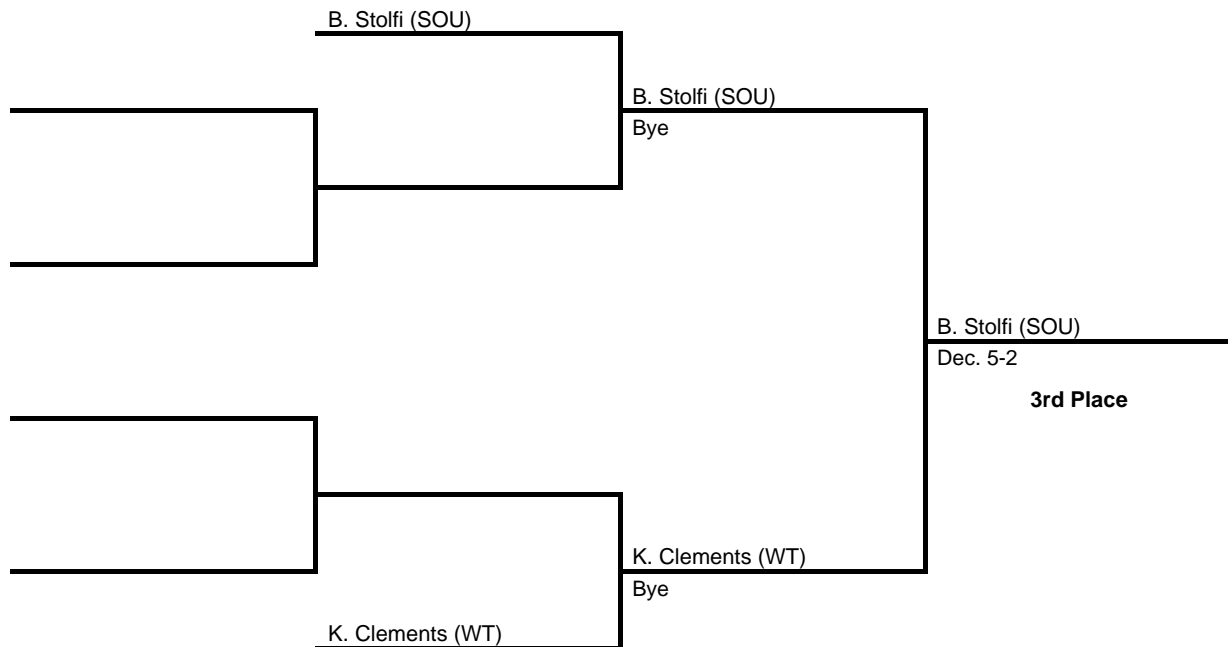 B. Stolfi (SOU)
B. Stolfi (SOU)
Bye
B. Stolfi (SOU)
Dec. 5-2
3rd Place
K. Clements (WT)
Bye
K. Clements (WT)